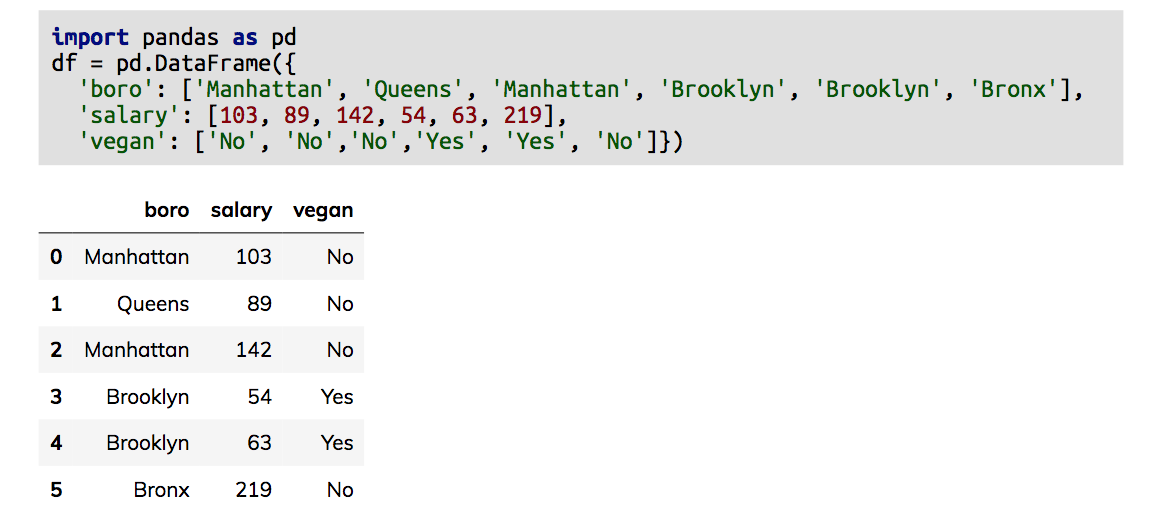 import pandas as pd
df = pd.DataFrame({
  'boro': ['Manhattan', 'Queens', 'Manhattan', 'Brooklyn', 'Brooklyn', 'Bronx'],
  'salary': [103, 89, 142, 54, 63, 219],
  'vegan': ['No', 'No','No','Yes', 'Yes', 'No']})
boro salary vegan
0 Manhattan 103 No
1 Queens 89 No
2 Manhattan 142 No
3 Brooklyn 54 Yes
4 Brooklyn 63 Yes
5 Bronx 219 No